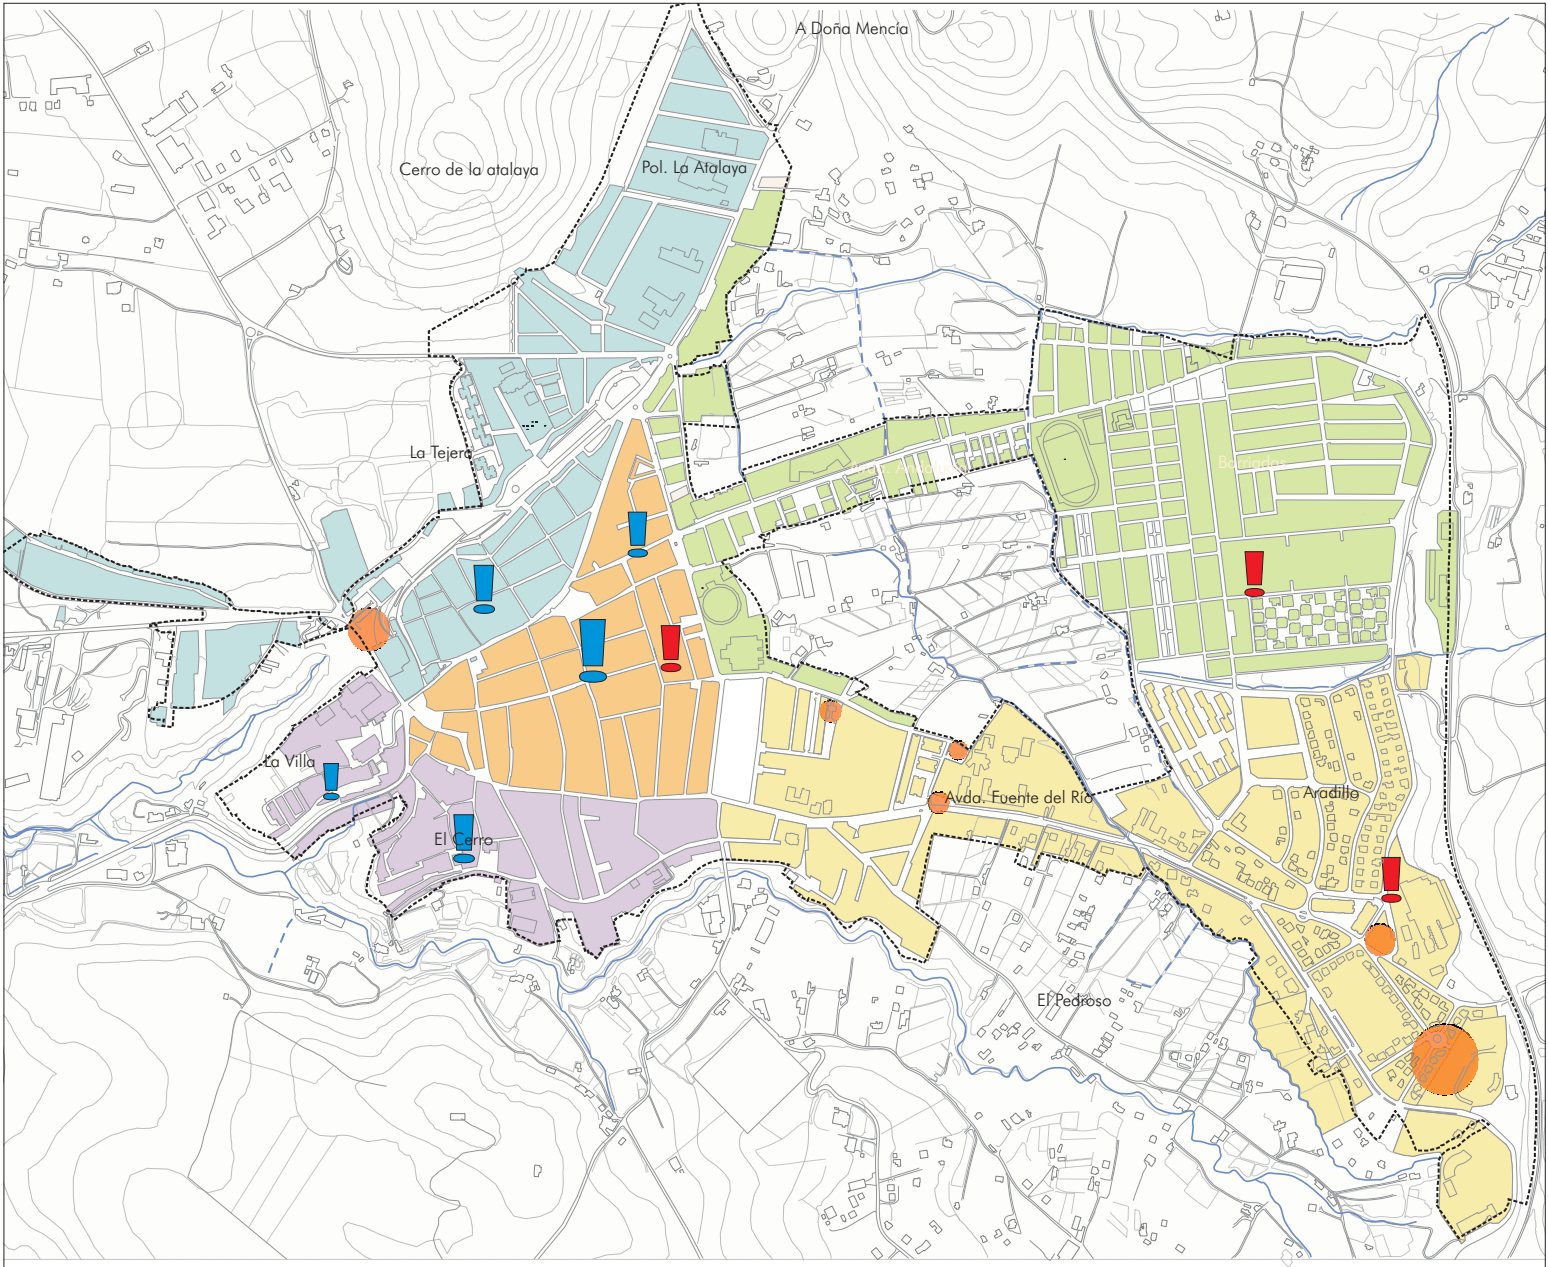 A Doña Mencía
Cerro de la atalaya
Pol. La Atalaya
La Tejera
Barriadas
La Villa
El Cerro
Avda. Fuente del Río
Aradillo
El Pedroso